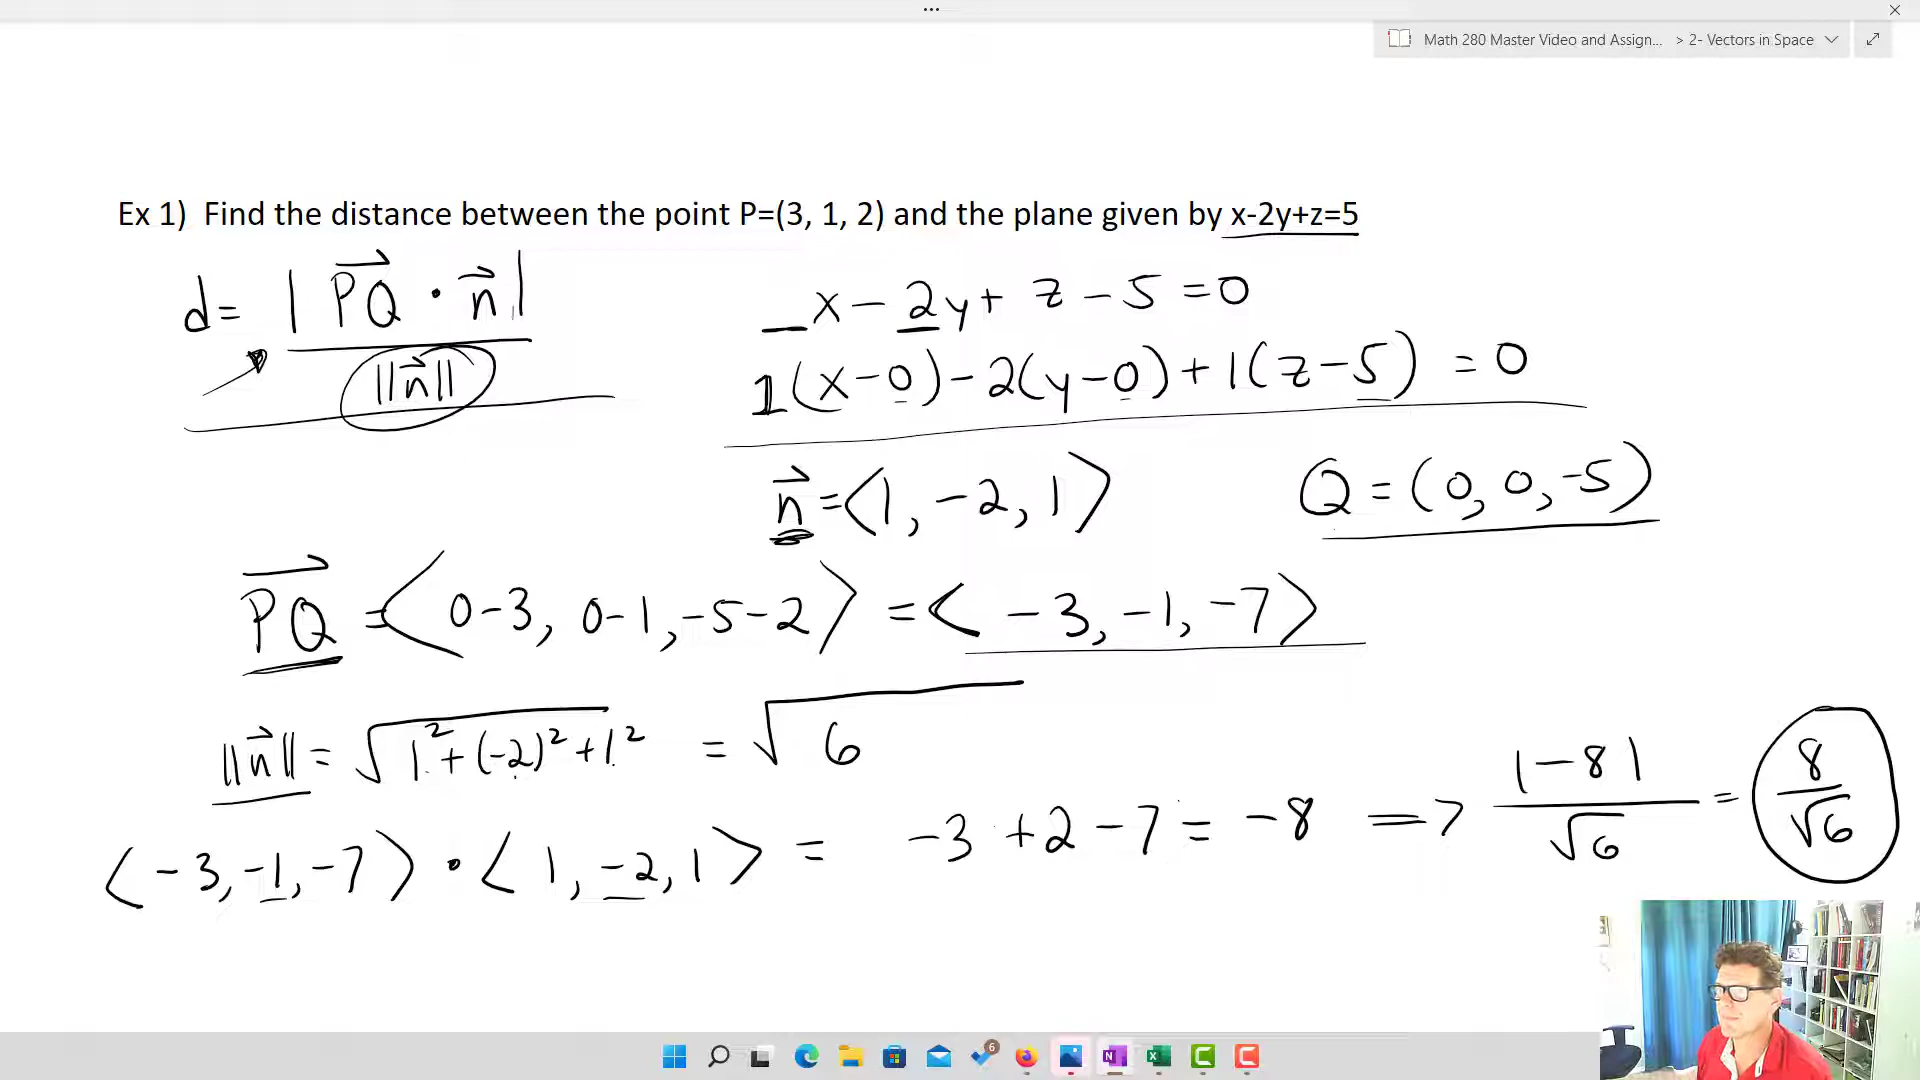 ...
Math 280 Master Video and Assign... > 2- Vectors in Space
Ex 1) Find the distance between the point P=(3, 1, 2) and the plane given by x-2y+z=5
d= |PQ⃗ · n⃗| / ||n⃗||
_x − 2y + z − 5 = 0
1(x−0) − 2(y−0) + 1(z−5) = 0
n⃗ = ⟨1, −2, 1⟩
Q = (0, 0, −5)
PQ⃗ = ⟨0−3, 0−1, −5−2⟩ = ⟨−3, −1, −7⟩
||n⃗|| = √1² + (−2)² + 1² = √6
⟨−3, −1, −7⟩ · ⟨1, −2, 1⟩ = −3 + 2 − 7 = −8 ⇒ |−8| / √6 = 8 / √6
6